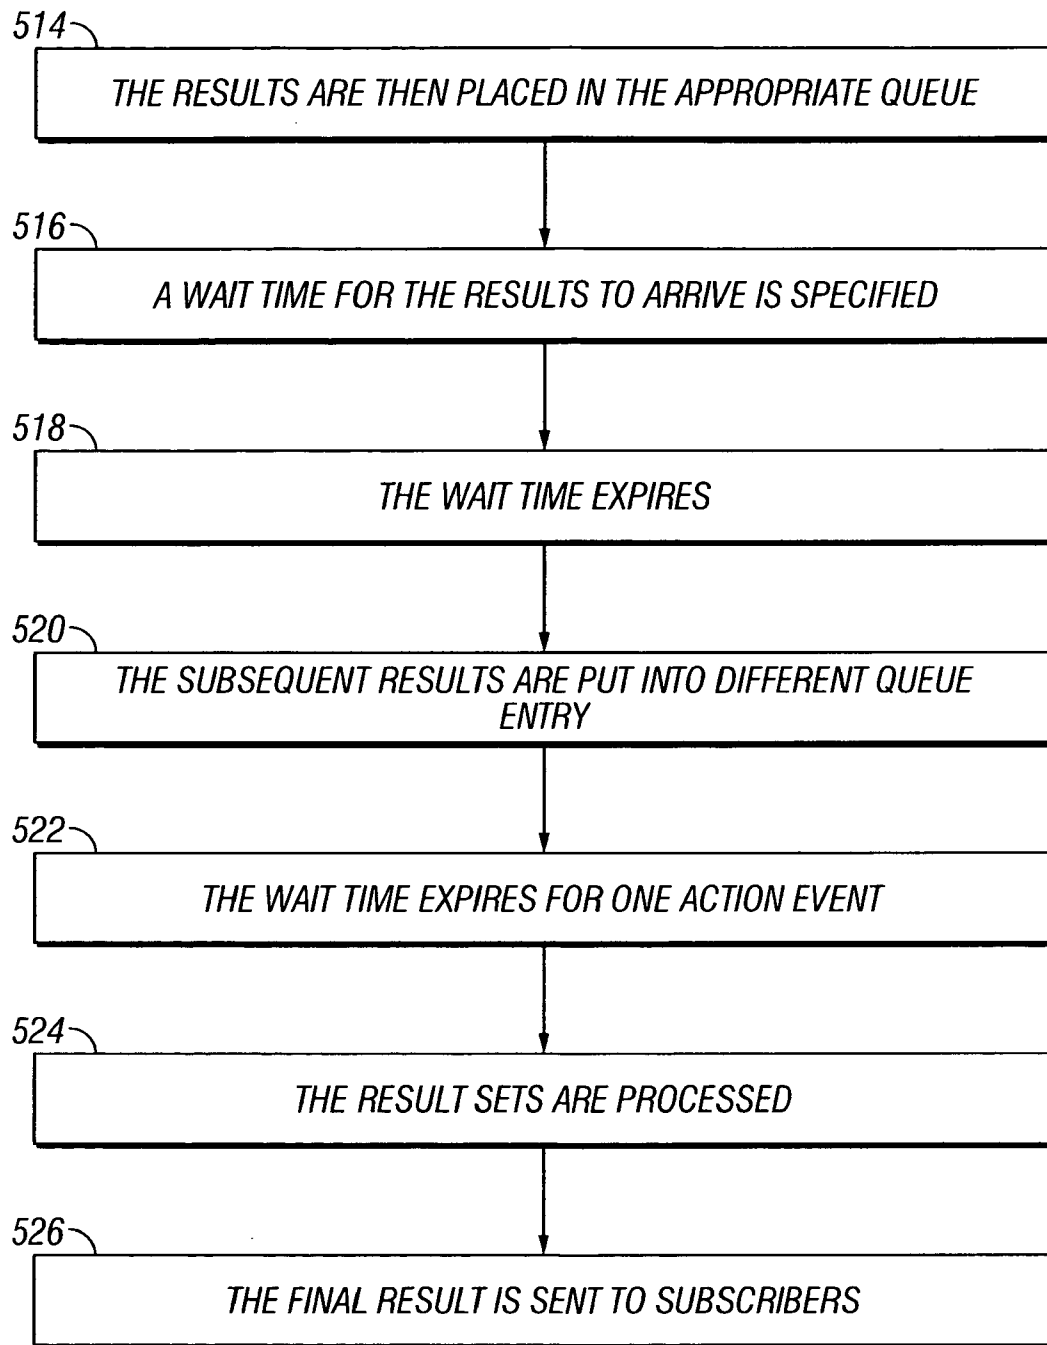 514
THE RESULTS ARE THEN PLACED IN THE APPROPRIATE QUEUE
516
A WAIT TIME FOR THE RESULTS TO ARRIVE IS SPECIFIED
518
THE WAIT TIME EXPIRES
520
THE SUBSEQUENT RESULTS ARE PUT INTO DIFFERENT QUEUE
ENTRY
522
THE WAIT TIME EXPIRES FOR ONE ACTION EVENT
524
THE RESULT SETS ARE PROCESSED
526
THE FINAL RESULT IS SENT TO SUBSCRIBERS